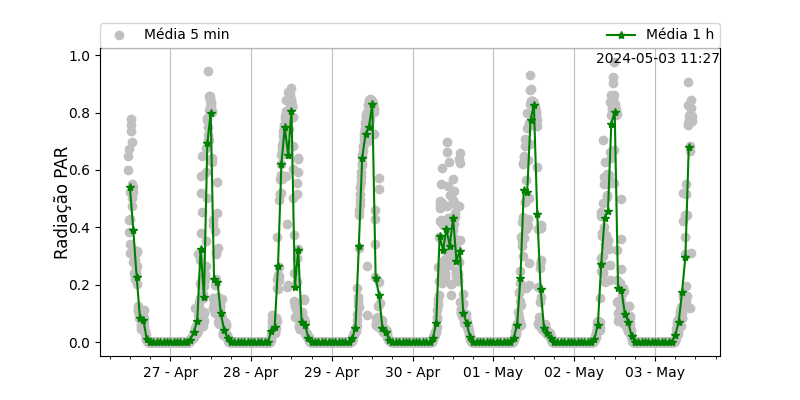 Média 5 min
Média 1 h
2024-05-03 11:27
1.0
0.8
0.6
0.4
0.2
0.0
Radiação PAR
27 - Apr
28 - Apr
29 - Apr
30 - Apr
01 - May
02 - May
03 - May